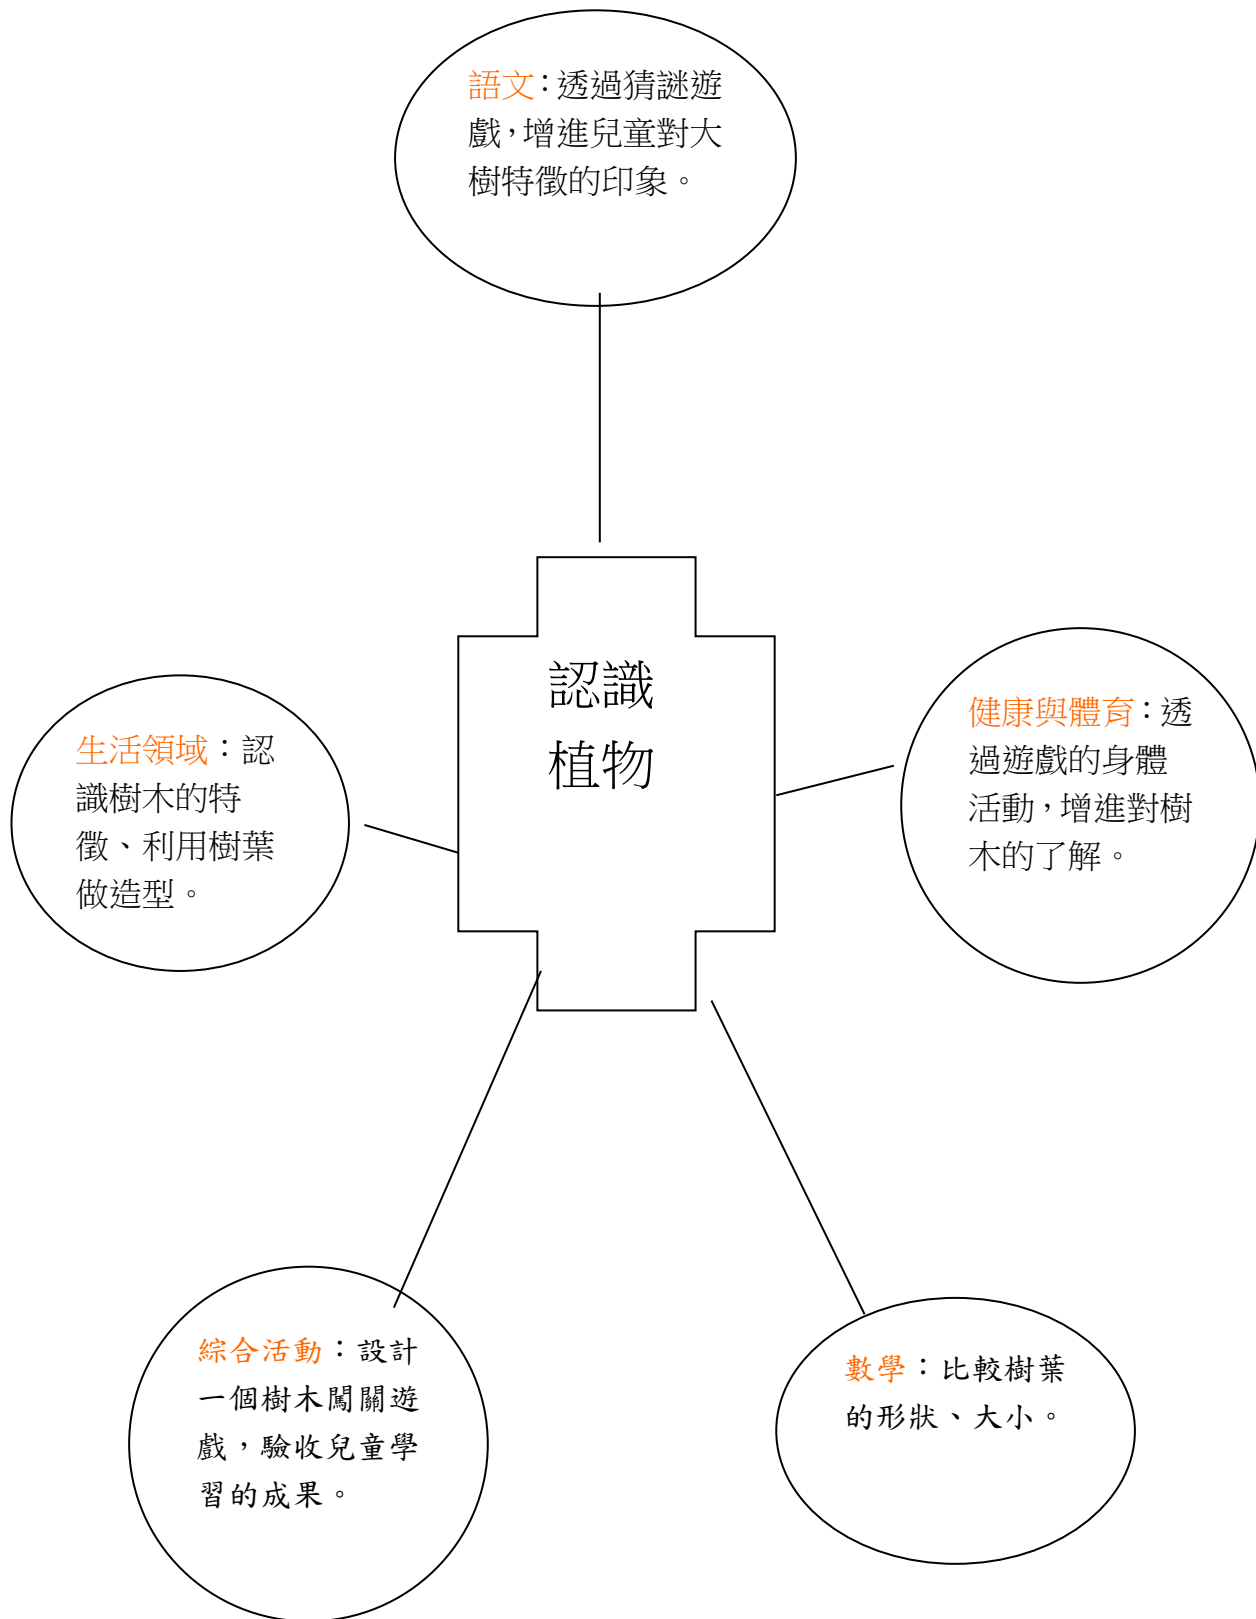 語文：透過猜謎遊
戲，增進兒童對大
樹特徵的印象。
認識
植物
生活領域：認
識樹木的特
徵、利用樹葉
做造型。
健康與體育：透
過遊戲的身體
活動，增進對樹
木的了解。
綜合活動：設計
一個樹木闖關遊
戲，驗收兒童學
習的成果。
數學：比較樹葉
的形狀、大小。